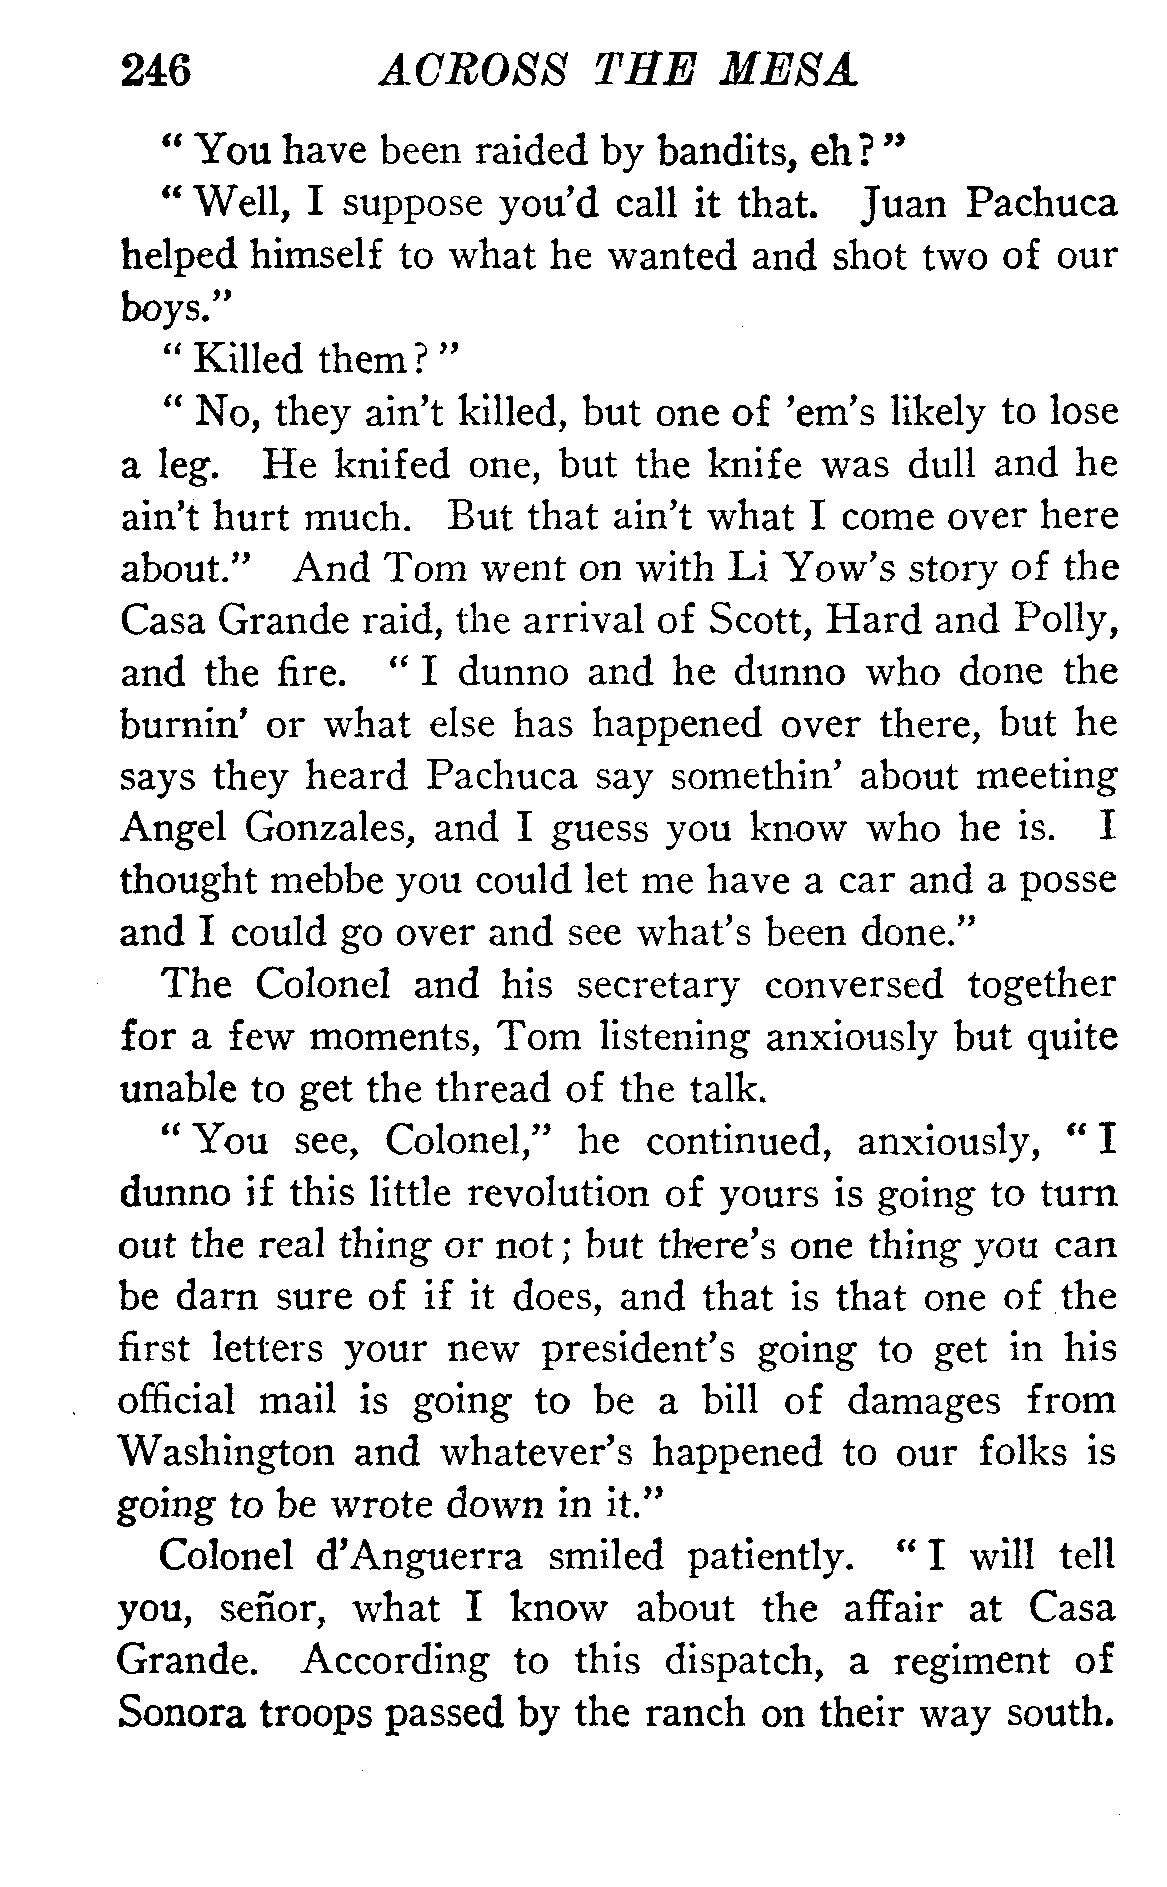 246 ACROSS THE MESA
" You have been raided by bandits, eh ? "
" Well, I suppose you'd call it that. Juan Pachuca
helped himself to what he wanted and shot two of our
boys."
" Killed them ? "
" No, they ain't killed, but one of 'em's likely to lose
a leg. He knifed one, but the knife was dull and he
ain't hurt much. But that ain't what I come over here
about." And Tom went on with Li Yow's story of the
Casa Grande raid, the arrival of Scott, Hard and Polly,
and the fire. " I dunno and he dunno who done the
burnin' or what else has happened over there, but he
says they heard Pachuca say somethin' about meeting
Angel Gonzales, and I guess you know who he is. I
thought mebbe you could let me have a car and a posse
and I could go over and see what's been done."
The Colonel and his secretary conversed together
for a few moments, Tom listening anxiously but quite
unable to get the thread of the talk.
" You see, Colonel," he continued, anxiously, " I
dunno if this little revolution of yours is going to turn
out the real thing or not ; but there's one thing you can
be darn sure of if it does, and that is that one of the
first letters your new president's going to get in his
official mail is going to be a bill of damages from
Washington and whatever's happened to our folks is
going to be wrote down in it."
Colonel d'Anguerra smiled patiently. " I will tell
you, señor, what I know about the affair at Casa
Grande. According to this dispatch, a regiment of
Sonora troops passed by the ranch on their way south.